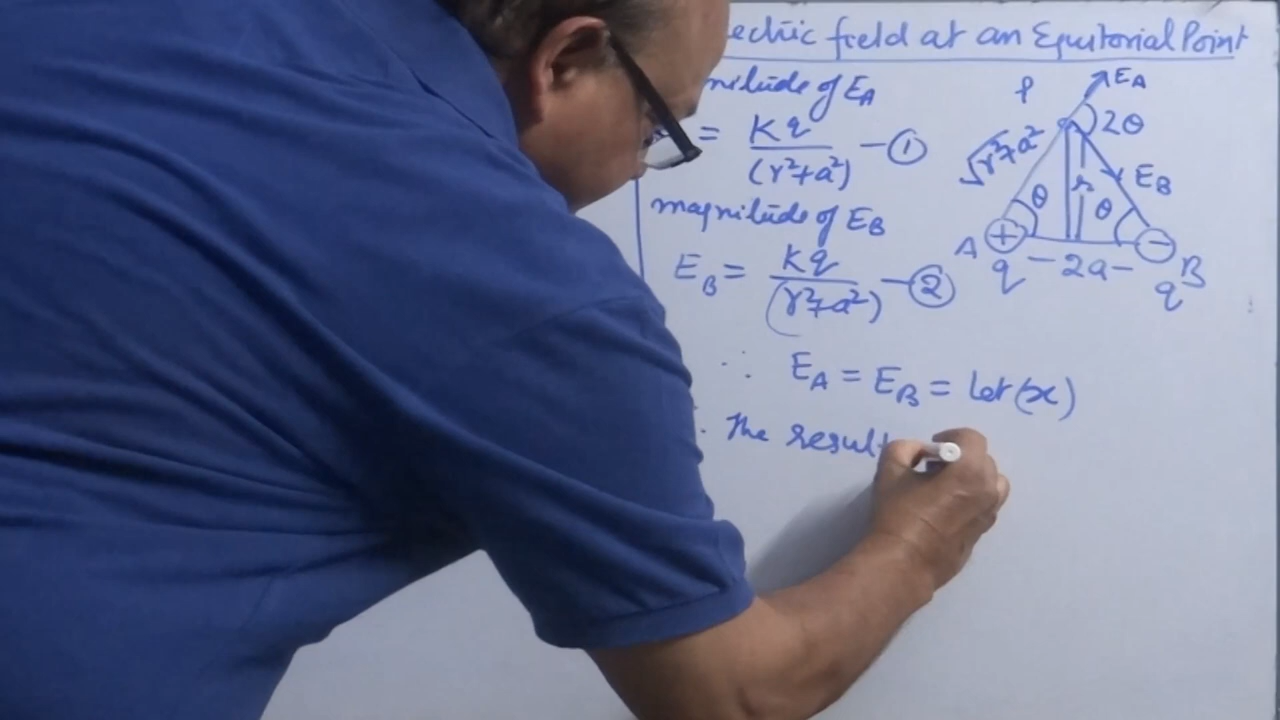 ectric field at an Equitorial Point
nitude of EA
= Kq / (r²+a²) —①
magnitude of EB
EB = Kq / (r²+a²) —②
∴ EA = EB = let (x)
∴ The result
P EA
2θ
√r²+a²
r EB
θ θ
A + − B
q – 2a – q